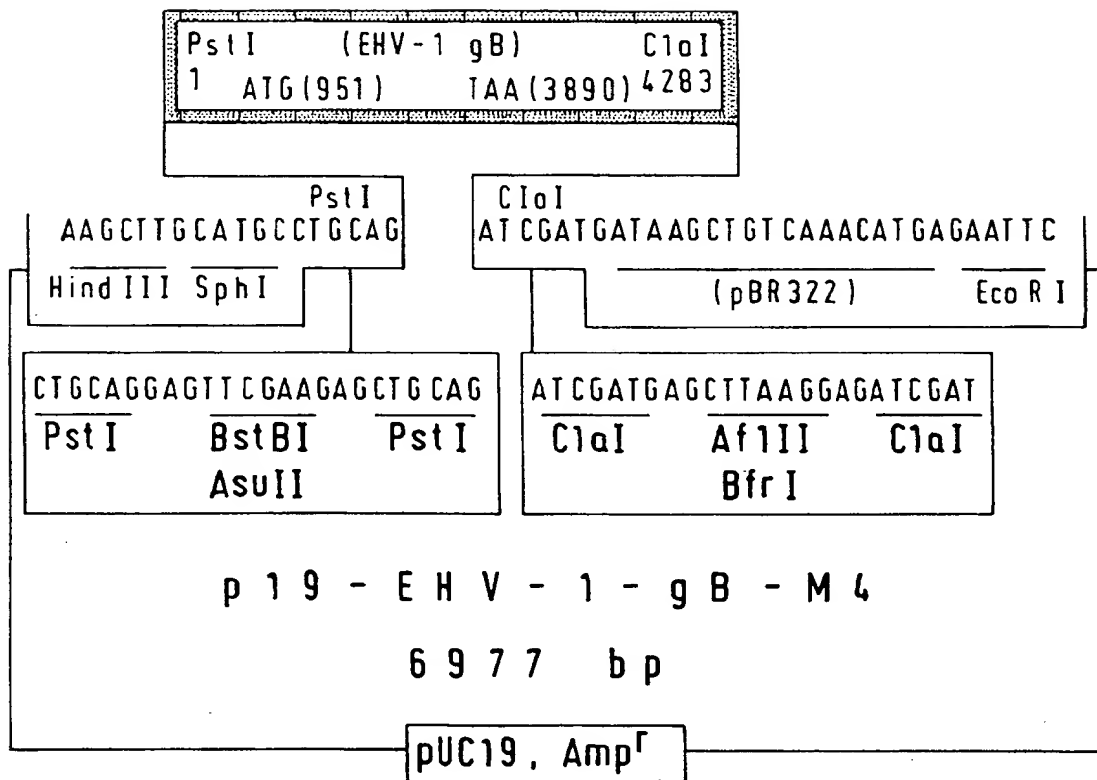 PstI (EHV-1 gB) ClaI
1 ATG(951) TAA(3890) 4283
PstI ClaI
AAGCTTGCATGCCTGCAG ATCGATGATAAGCTGTCAAACATGAGAATTC
HindIII SphI (pBR322) EcoRI
CTGCAGGAGTTCGAAGAGCTGCAG ATCGATGAGCTTAAGGAGATCGAT
PstI BstBI PstI ClaI AflII ClaI
AsuII BfrI
p19-EHV-1-gB-M4
6977 bp
pUC19, Ampr